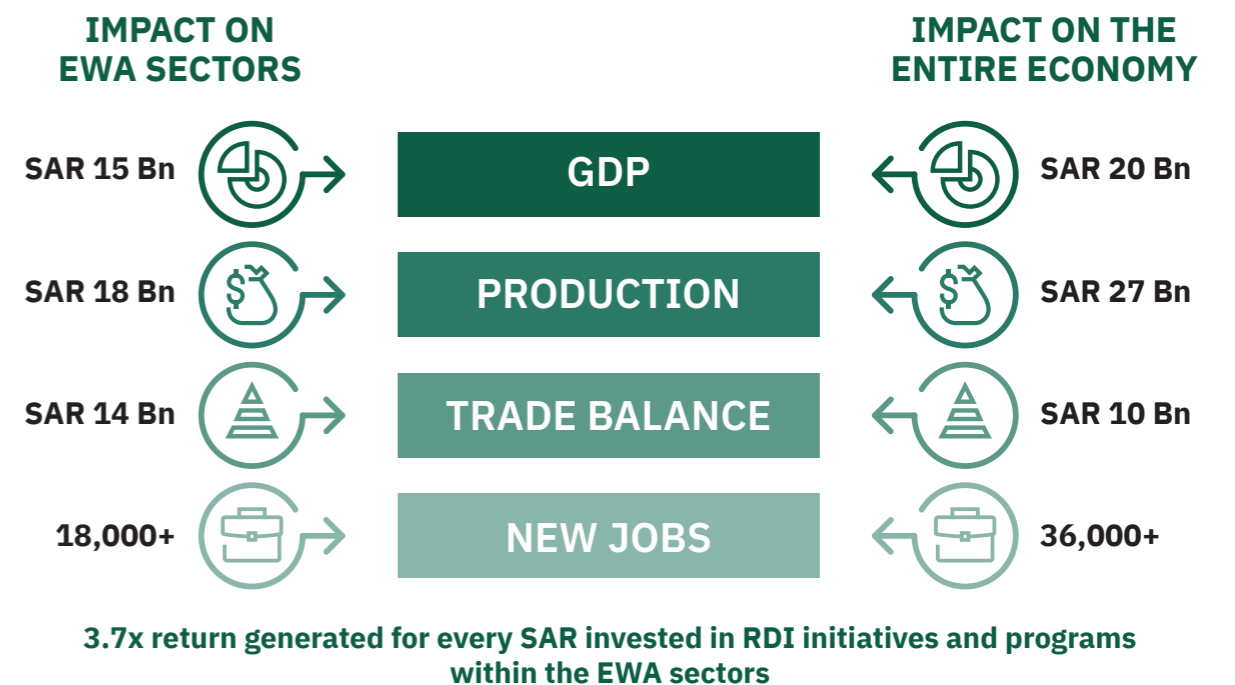 IMPACT ON
EWA SECTORS
IMPACT ON THE
ENTIRE ECONOMY
SAR 15 Bn
GDP
SAR 20 Bn
SAR 18 Bn
$
PRODUCTION
$
SAR 27 Bn
SAR 14 Bn
TRADE BALANCE
SAR 10 Bn
18,000+
NEW JOBS
36,000+
3.7x return generated for every SAR invested in RDI initiatives and programs
within the EWA sectors